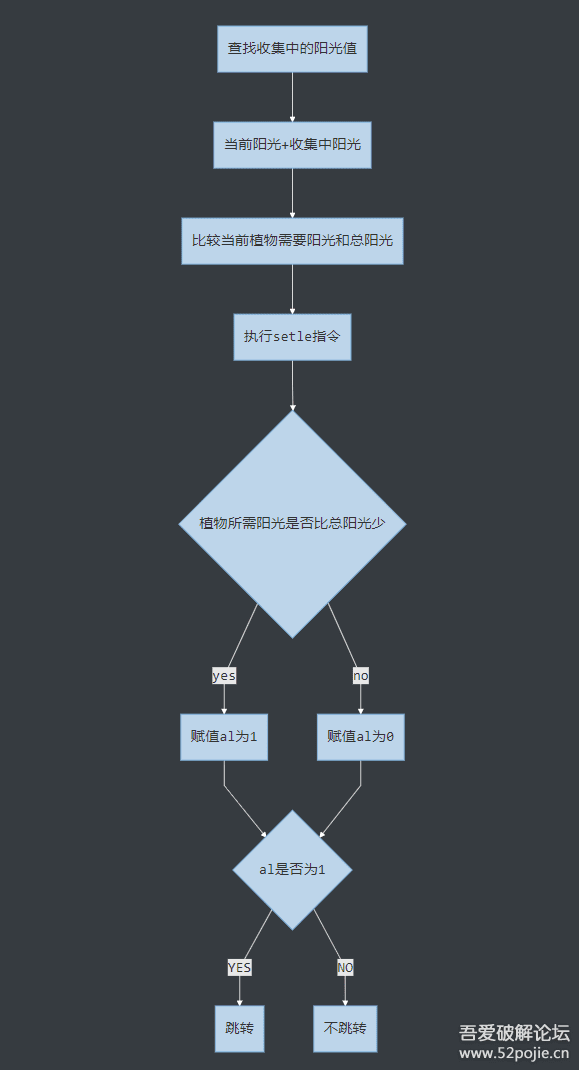 查找收集中的阳光值
当前阳光+收集中阳光
比较当前植物需要阳光和总阳光
执行setle指令
植物所需阳光是否比总阳光少
yes
no
赋值al为1
赋值al为0
al是否为1
YES
NO
跳转
不跳转
吾爱破解论坛
www.52pojie.cn